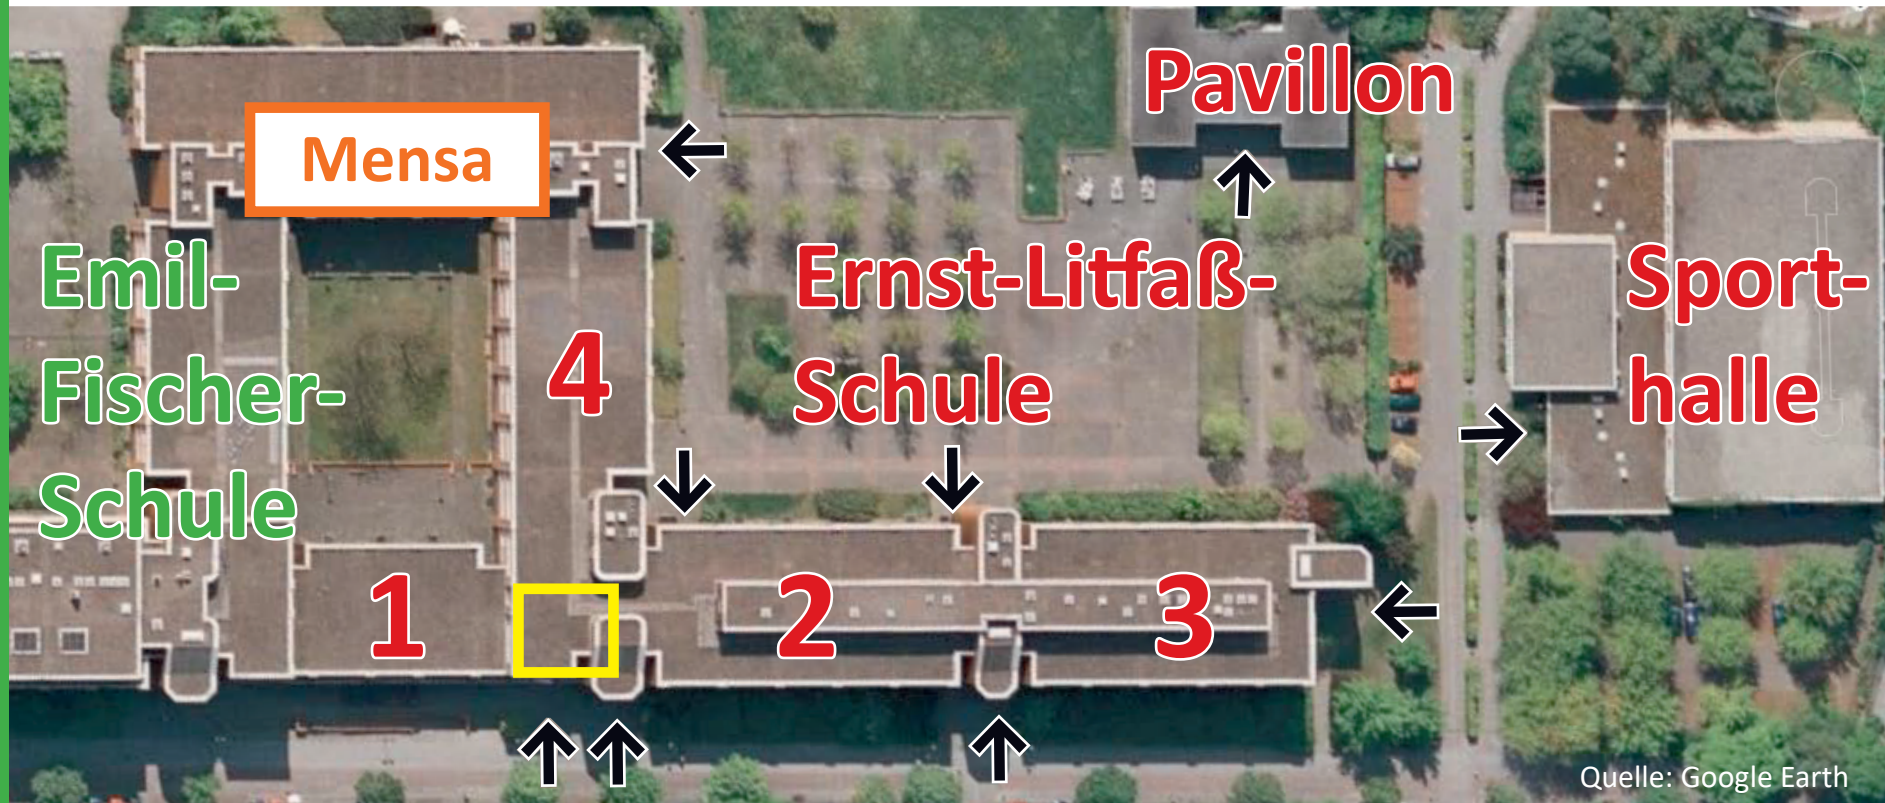 Pavillon
Mensa
Emil-
Fischer-
Schule
Ernst-Litfaß-
Schule
Sport-
halle
4
1
2
3
Quelle: Google Earth